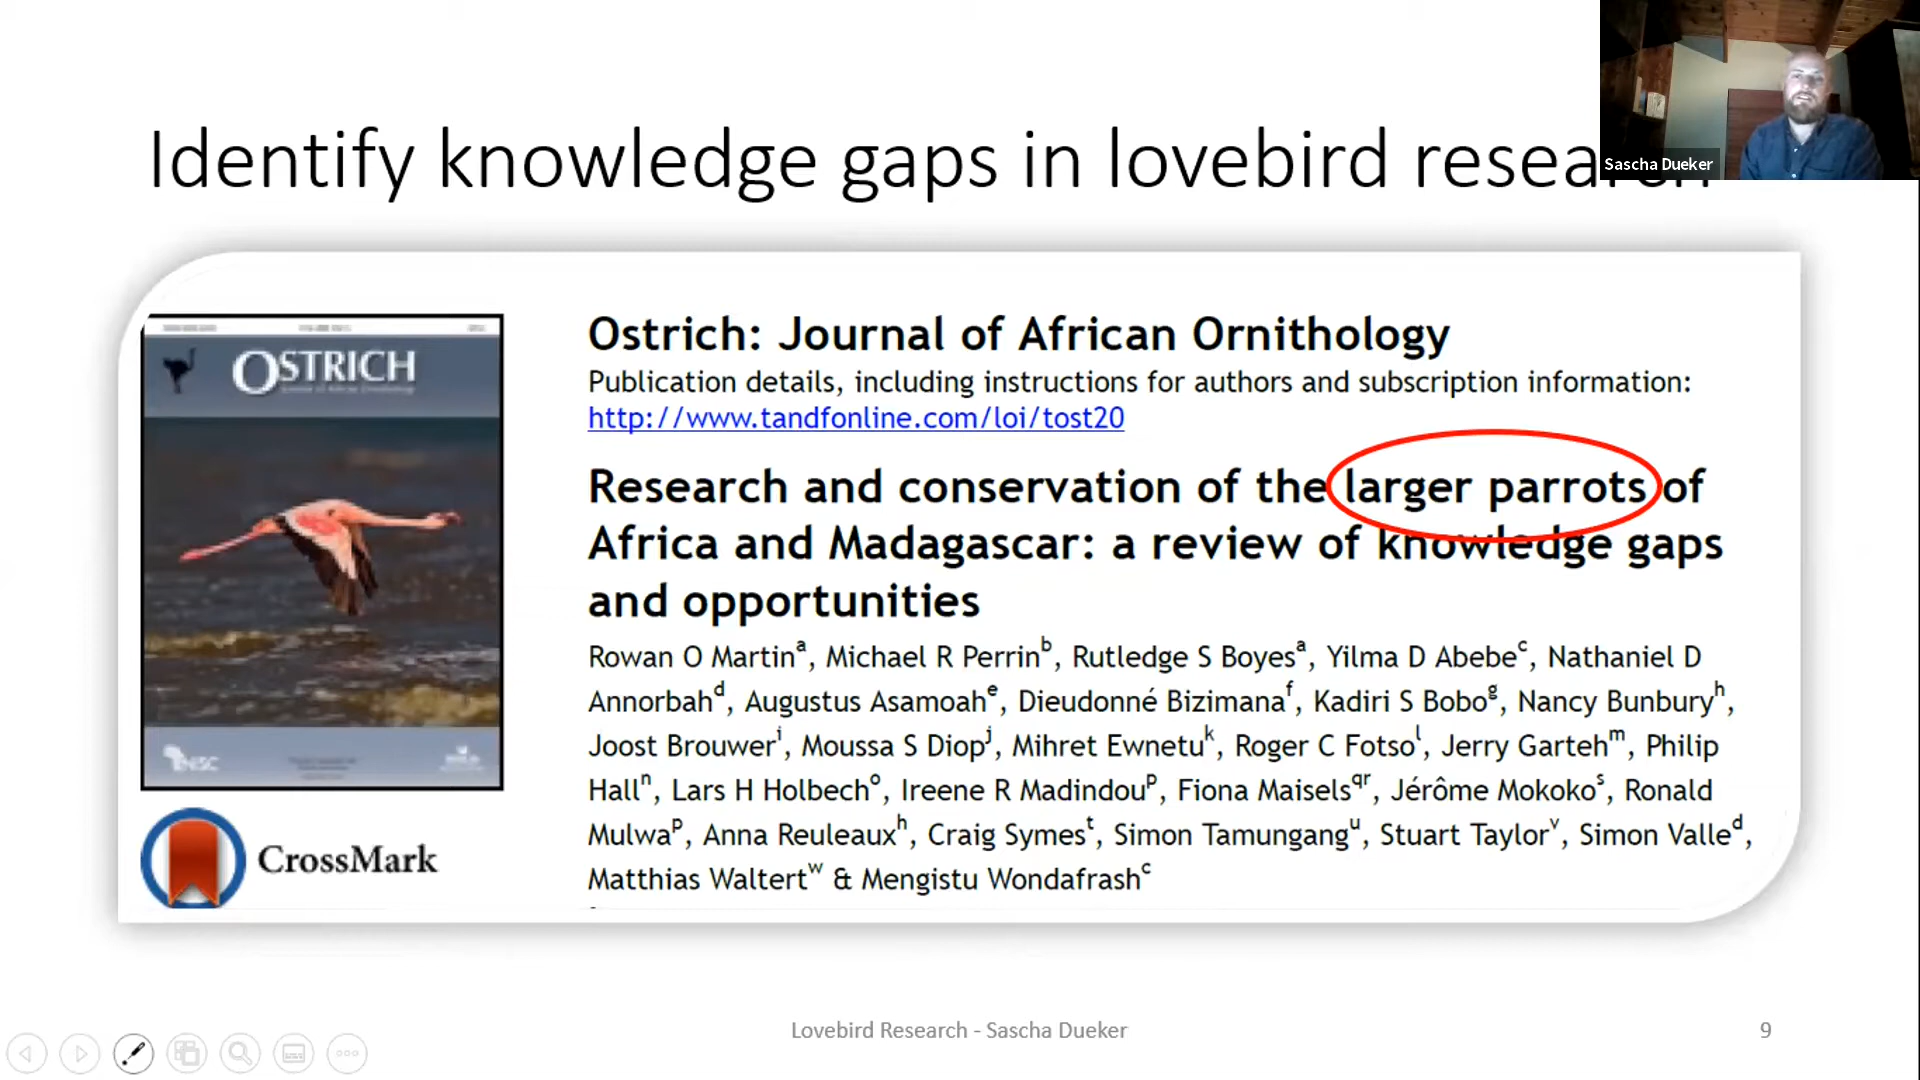 Sascha Dueker
Identify knowledge gaps in lovebird research
OSTRICH
Ostrich: Journal of African Ornithology
Publication details, including instructions for authors and subscription information:
http://www.tandfonline.com/loi/tost20
Research and conservation of the larger parrots of
Africa and Madagascar: a review of knowledge gaps
and opportunities
Rowan O Martinᵃ, Michael R Perrinᵇ, Rutledge S Boyesᵃ, Yilma D Abebeᶜ, Nathaniel D
Annorbahᵈ, Augustus Asamoahᵉ, Dieudonné Bizimanaᶠ, Kadiri S Boboᵍ, Nancy Bunburyʰ,
Joost Brouwerⁱ, Moussa S Diopʲ, Mihret Ewnetuᵏ, Roger C Fotsoˡ, Jerry Gartehᵐ, Philip
Hallⁿ, Lars H Holbechᵒ, Ireene R Madindouᵖ, Fiona Maisels^qr, Jérôme Mokokoˢ, Ronald
Mulwaᵖ, Anna Reuleauxʰ, Craig Symesᵗ, Simon Tamungangᵘ, Stuart Taylorᵛ, Simon Valleᵈ,
Matthias Waltertʷ & Mengistu Wondafrashᶜ
NISC
CrossMark
Lovebird Research - Sascha Dueker
9